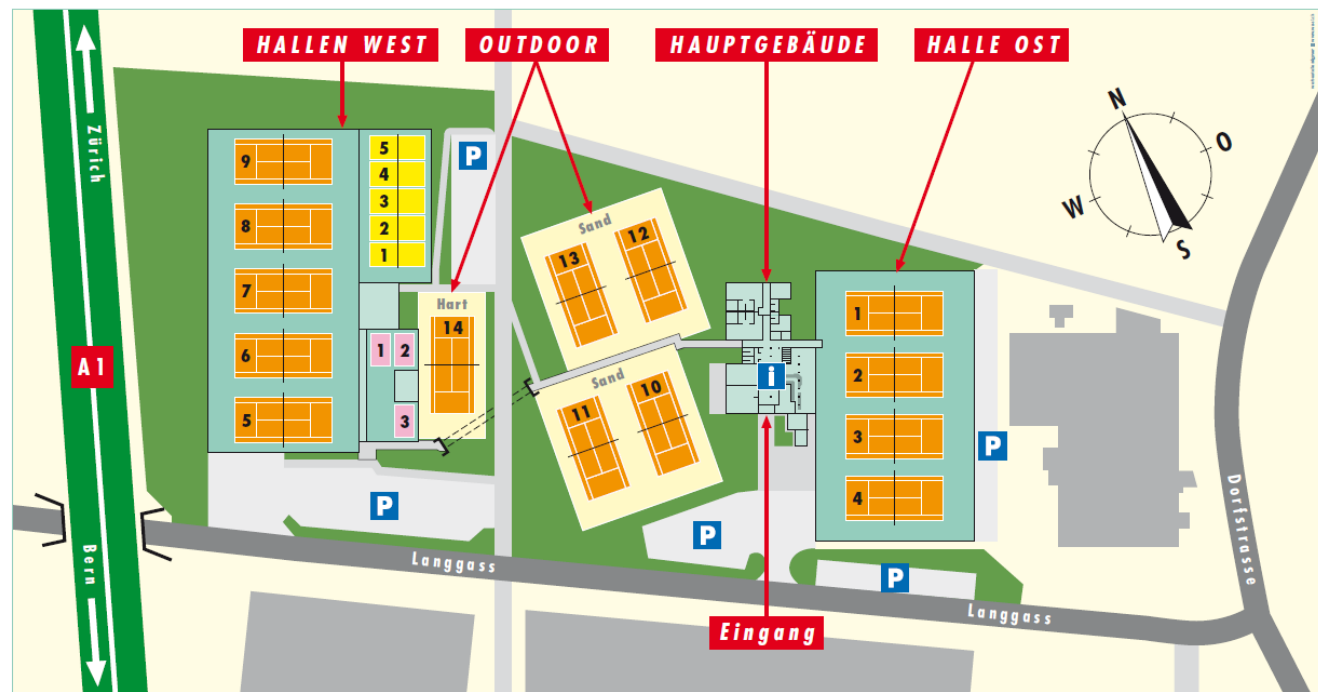 HALLEN WEST
OUTDOOR
HAUPTGEBÄUDE
HALLE OST
Zürich
A1
Bern
9
8
7
6
5
5
4
3
2
1
P
1
2
3
Hart
14
Sand
13
12
Sand
11
10
i
1
2
3
4
P
P
P
P
N
O
W
S
Langgass
Langgass
Dorfstrasse
Eingang